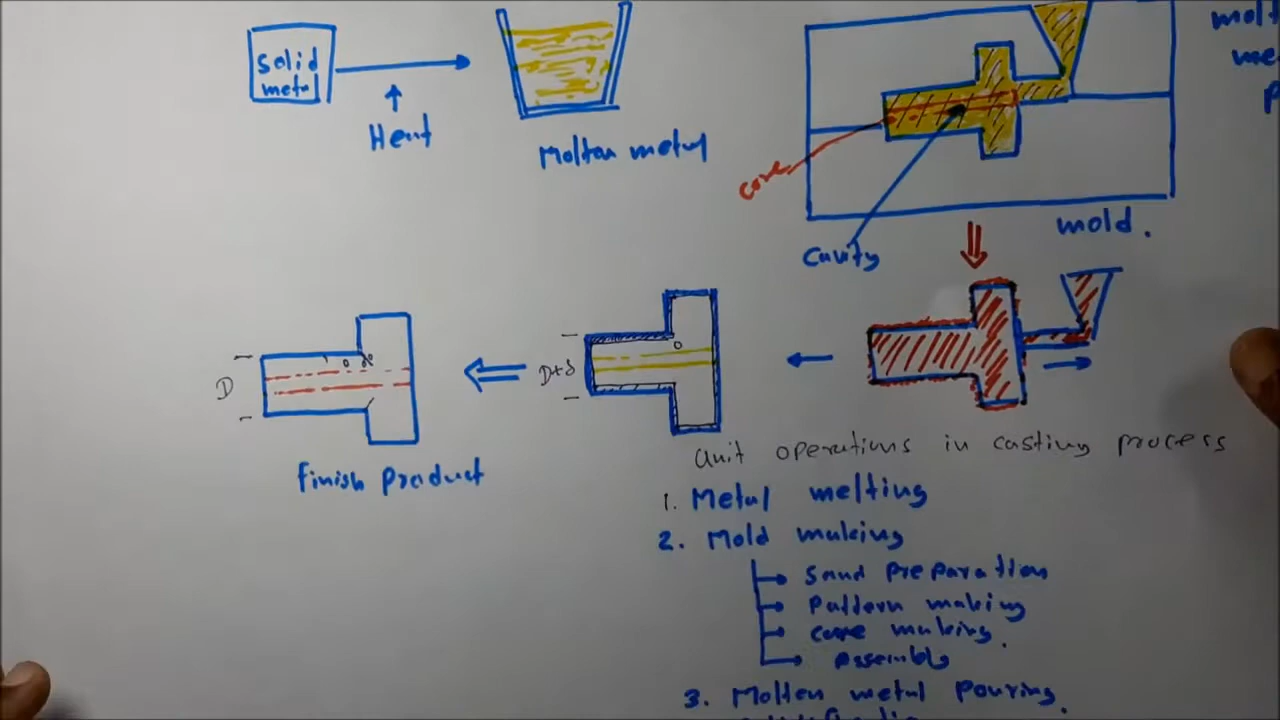 Solid
metal
Heat
Molten metal
core
Cavity
mold.
D
D+δ
Finish product
Unit operations in casting process
1. Metal melting
2. Mold making
Sand preparation
Pattern making
Core making.
Assembly
3. Molten metal pouring.